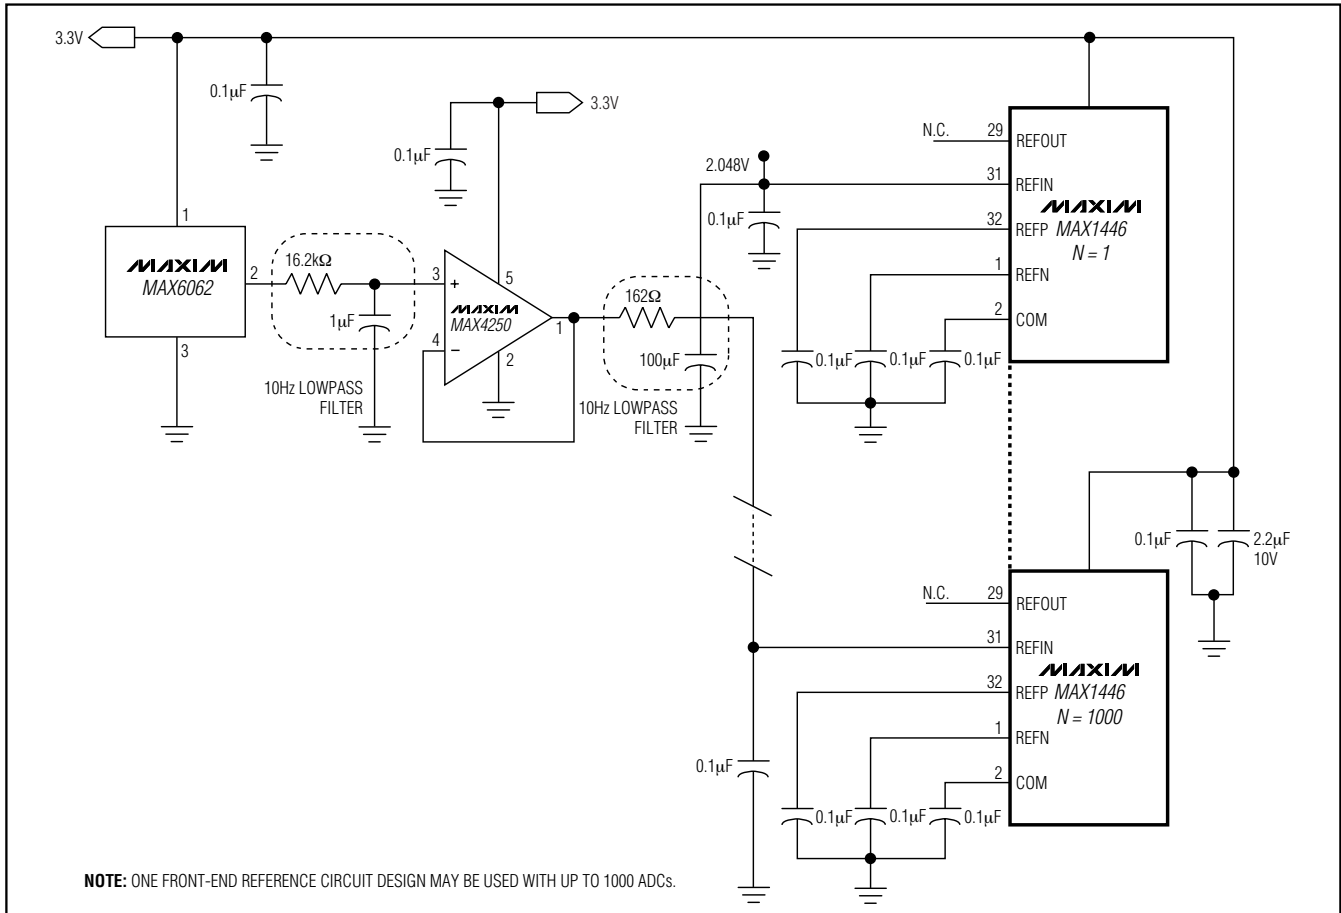 3.3V
0.1µF
3.3V
0.1µF
1
MAXIM
MAX6062
2
3
16.2kΩ
1µF
10Hz LOWPASS
FILTER
3
+
4
−
5
MAXIM
MAX4250
1
2
162Ω
100µF
10Hz LOWPASS
FILTER
2.048V
0.1µF
N.C.
29
REFOUT
31
REFIN
32
REFP
1
REFN
2
COM
MAXIM
MAX1446
N = 1
0.1µF
0.1µF
0.1µF
0.1µF
2.2µF
10V
N.C.
29
REFOUT
31
REFIN
32
REFP
1
REFN
2
COM
MAXIM
MAX1446
N = 1000
0.1µF
0.1µF
0.1µF
0.1µF
NOTE: ONE FRONT-END REFERENCE CIRCUIT DESIGN MAY BE USED WITH UP TO 1000 ADCs.